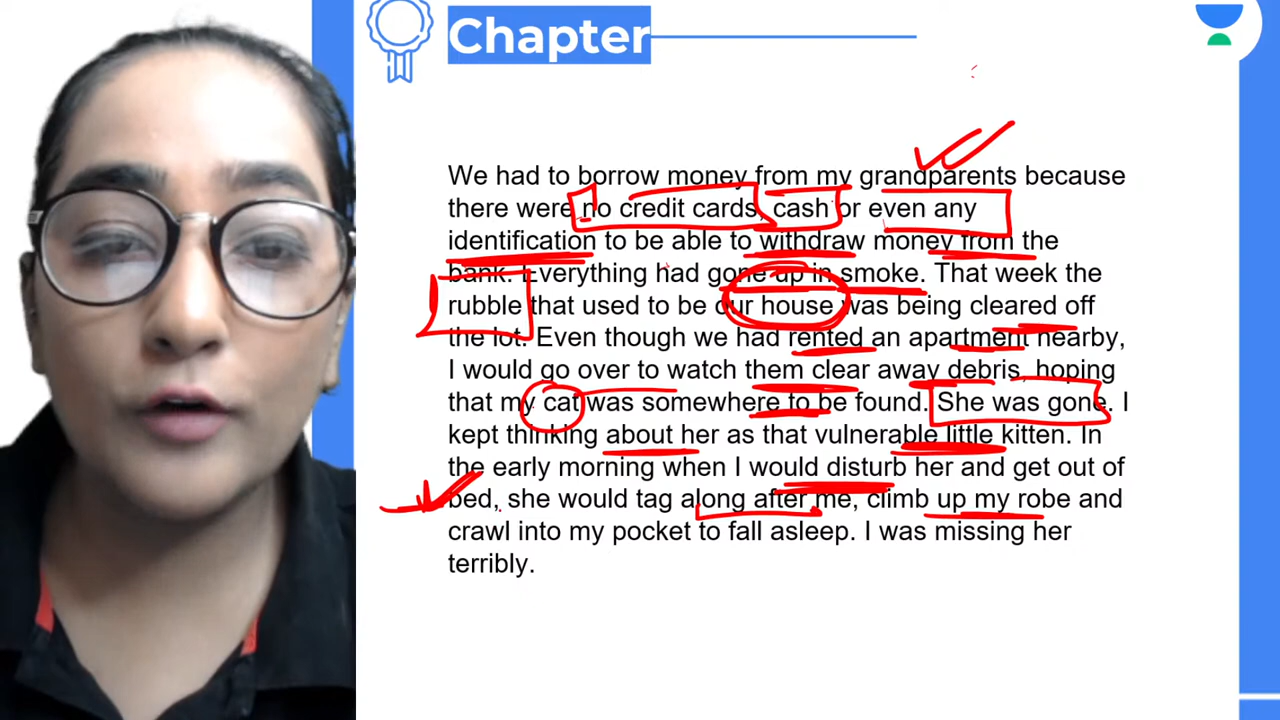 Chapter
We had to borrow money from my grandparents because
there were no credit cards, cash or even any
identification to be able to withdraw money from the
bank. Everything had gone up in smoke. That week the
rubble that used to be our house was being cleared off
the lot. Even though we had rented an apartment nearby,
I would go over to watch them clear away debris, hoping
that my cat was somewhere to be found. She was gone. I
kept thinking about her as that vulnerable little kitten. In
the early morning when I would disturb her and get out of
bed, she would tag along after me, climb up my robe and
crawl into my pocket to fall asleep. I was missing her
terribly.